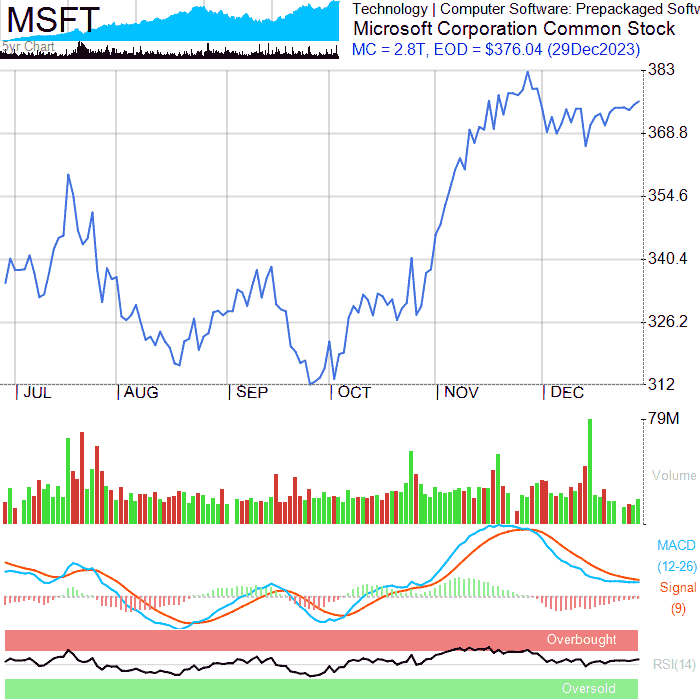 MSFT
5yr Chart
Technology | Computer Software: Prepackaged Softw
Microsoft Corporation Common Stock
MC = 2.8T, EOD = $376.04 (29Dec2023)
383
368.8
354.6
340.4
326.2
312
JUL AUG SEP OCT NOV DEC
79M
Volume
MACD
(12-26)
Signal
(9)
Overbought
RSI(14)
Oversold